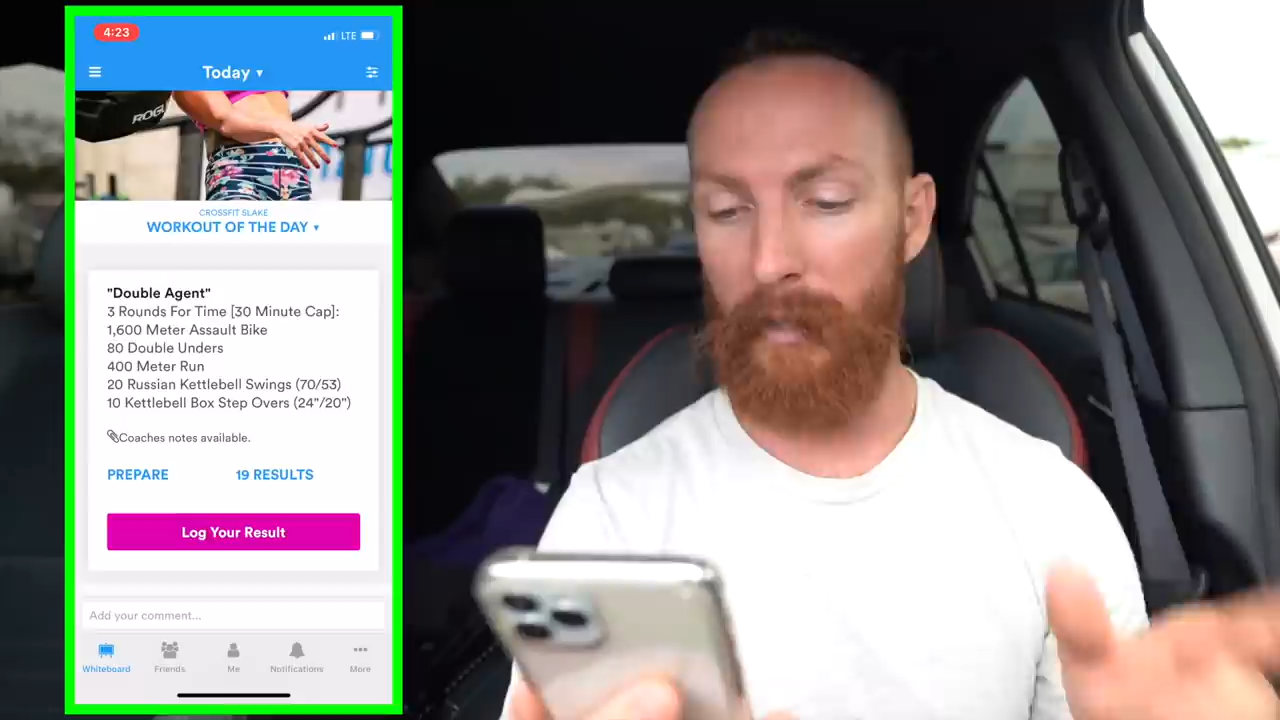 4:23
LTE
Today ▾
ROGU
CROSSFIT SLAKE
WORKOUT OF THE DAY ▾
"Double Agent"
3 Rounds For Time [30 Minute Cap]:
1,600 Meter Assault Bike
80 Double Unders
400 Meter Run
20 Russian Kettlebell Swings (70/53)
10 Kettlebell Box Step Overs (24"/20")
Coaches notes available.
PREPARE 19 RESULTS
Log Your Result
Add your comment...
Whiteboard Friends Me Notifications More